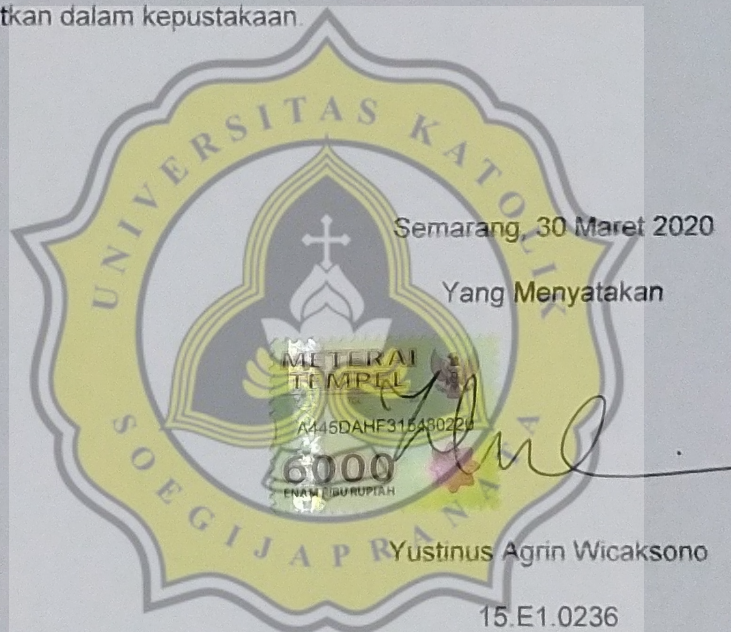 tkan dalam kepustakaan.
UNIVERSITAS KATOLIK
Semarang, 30 Maret 2020
Yang Menyatakan
METERAI
TEMPEL
6000
ENAM RIBU RUPIAH
SOEGIJAPRANATA
Yustinus Agrin Wicaksono
15.E1.0236